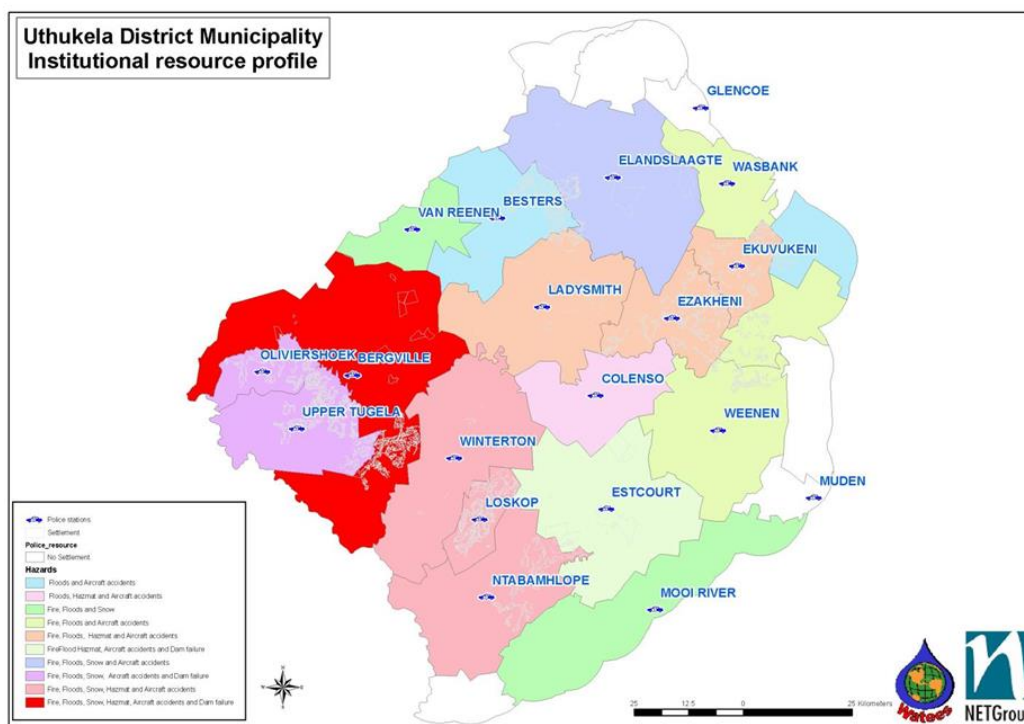 Uthukela District Municipality
Institutional resource profile
GLENCOE
ELANDSLAAGTE
WASBANK
BESTERS
VAN REENEN
EKUVUKENI
LADYSMITH
EZAKHENI
OLIVIERSHOEK
BERGVILLE
COLENSO
UPPER TUGELA
WEENEN
WINTERTON
MUDEN
LOSKOP
ESTCOURT
NTABAMHLOPE
MOOI RIVER
Police stations
Settlement
Police_resource
No Settlement
Hazards
Floods and Aircraft accidents
Floods, Hazmat and Aircraft accidents
Fire, Floods and Snow
Fire, Floods and Aircraft accidents
Fire, Floods, Hazmat and Aircraft accidents
FireFlood Hazmat, Aircraft accidents and Dam failure
Fire, Floods, Snow and Aircraft accidents
Fire, Floods, Snow, Aircraft accidents and Dam failure
Fire, Floods, Snow, Hazmat and Aircraft accidents
Fire, Floods, Snow, Hazmat, Aircraft accidents and Dam failure
N
W E
S
25 12.5 0 25 Kilometers
Watees
n
NETGrou